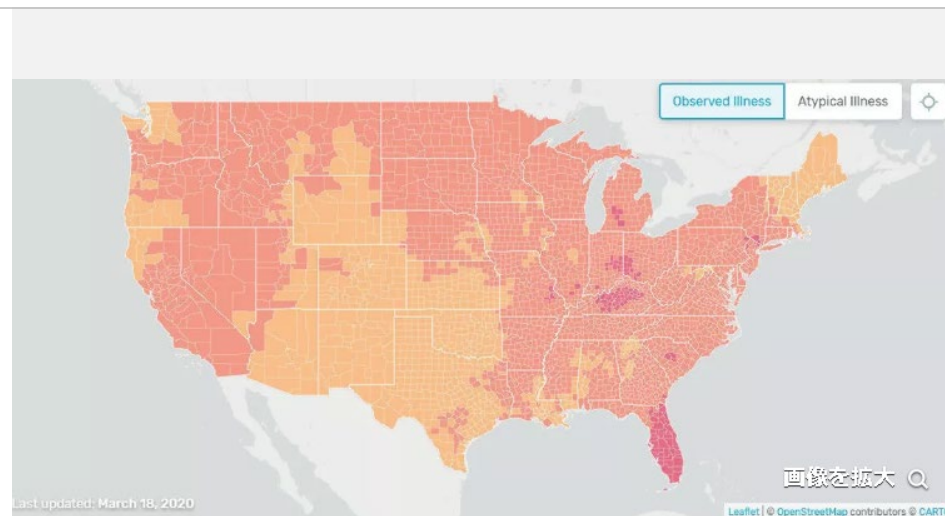 Observed Illness
Atypical Illness
画像を拡大
Last updated: March 18, 2020
Leaflet | © OpenStreetMap contributors © CART